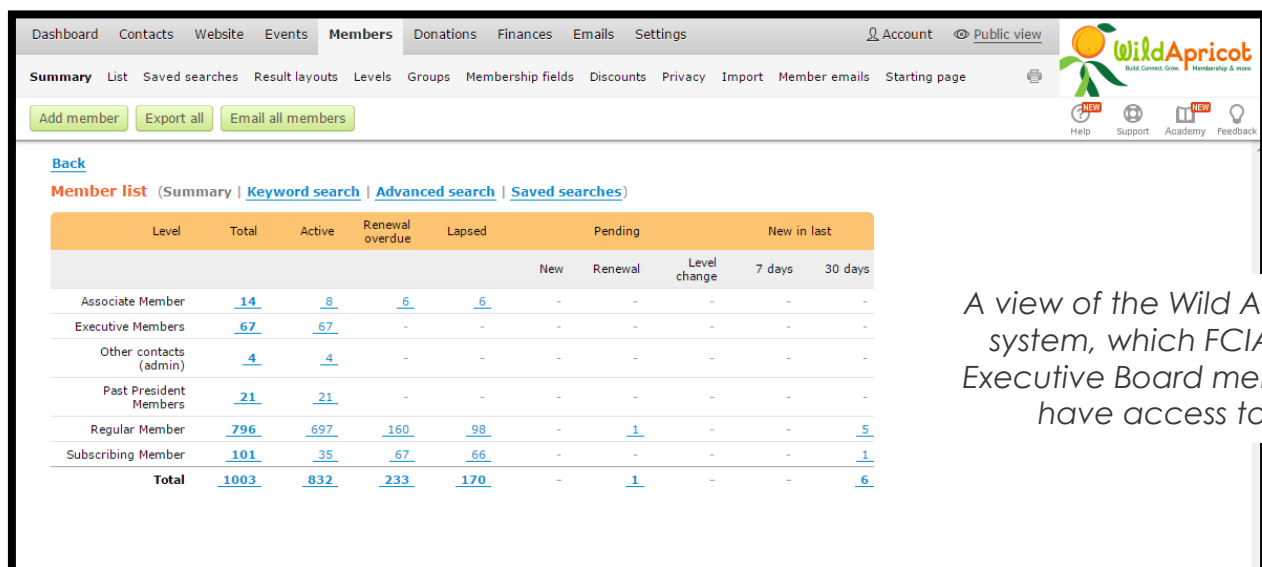 Dashboard Contacts Website Events Members Donations Finances Emails Settings Account Public view
Summary List Saved searches Result layouts Levels Groups Membership fields Discounts Privacy Import Member emails Starting page
WildApricot
Build. Connect. Grow. Membership & more.
Add member Export all Email all members
NEW NEW
Help Support Academy Feedback
Back
Member list (Summary | Keyword search | Advanced search | Saved searches)
Level Total Active Renewal overdue Lapsed Pending New in last
New Renewal Level change 7 days 30 days
Associate Member 14 8 6 6 - - - - -
Executive Members 67 67 - - - - - - -
Other contacts (admin) 4 4 - - - - - - -
Past President Members 21 21 - - - - - - -
Regular Member 796 697 160 98 - 1 - - 5
Subscribing Member 101 35 67 66 - - - - 1
Total 1003 832 233 170 - 1 - - 6
A view of the Wild A
system, which FCIA
Executive Board me
have access to